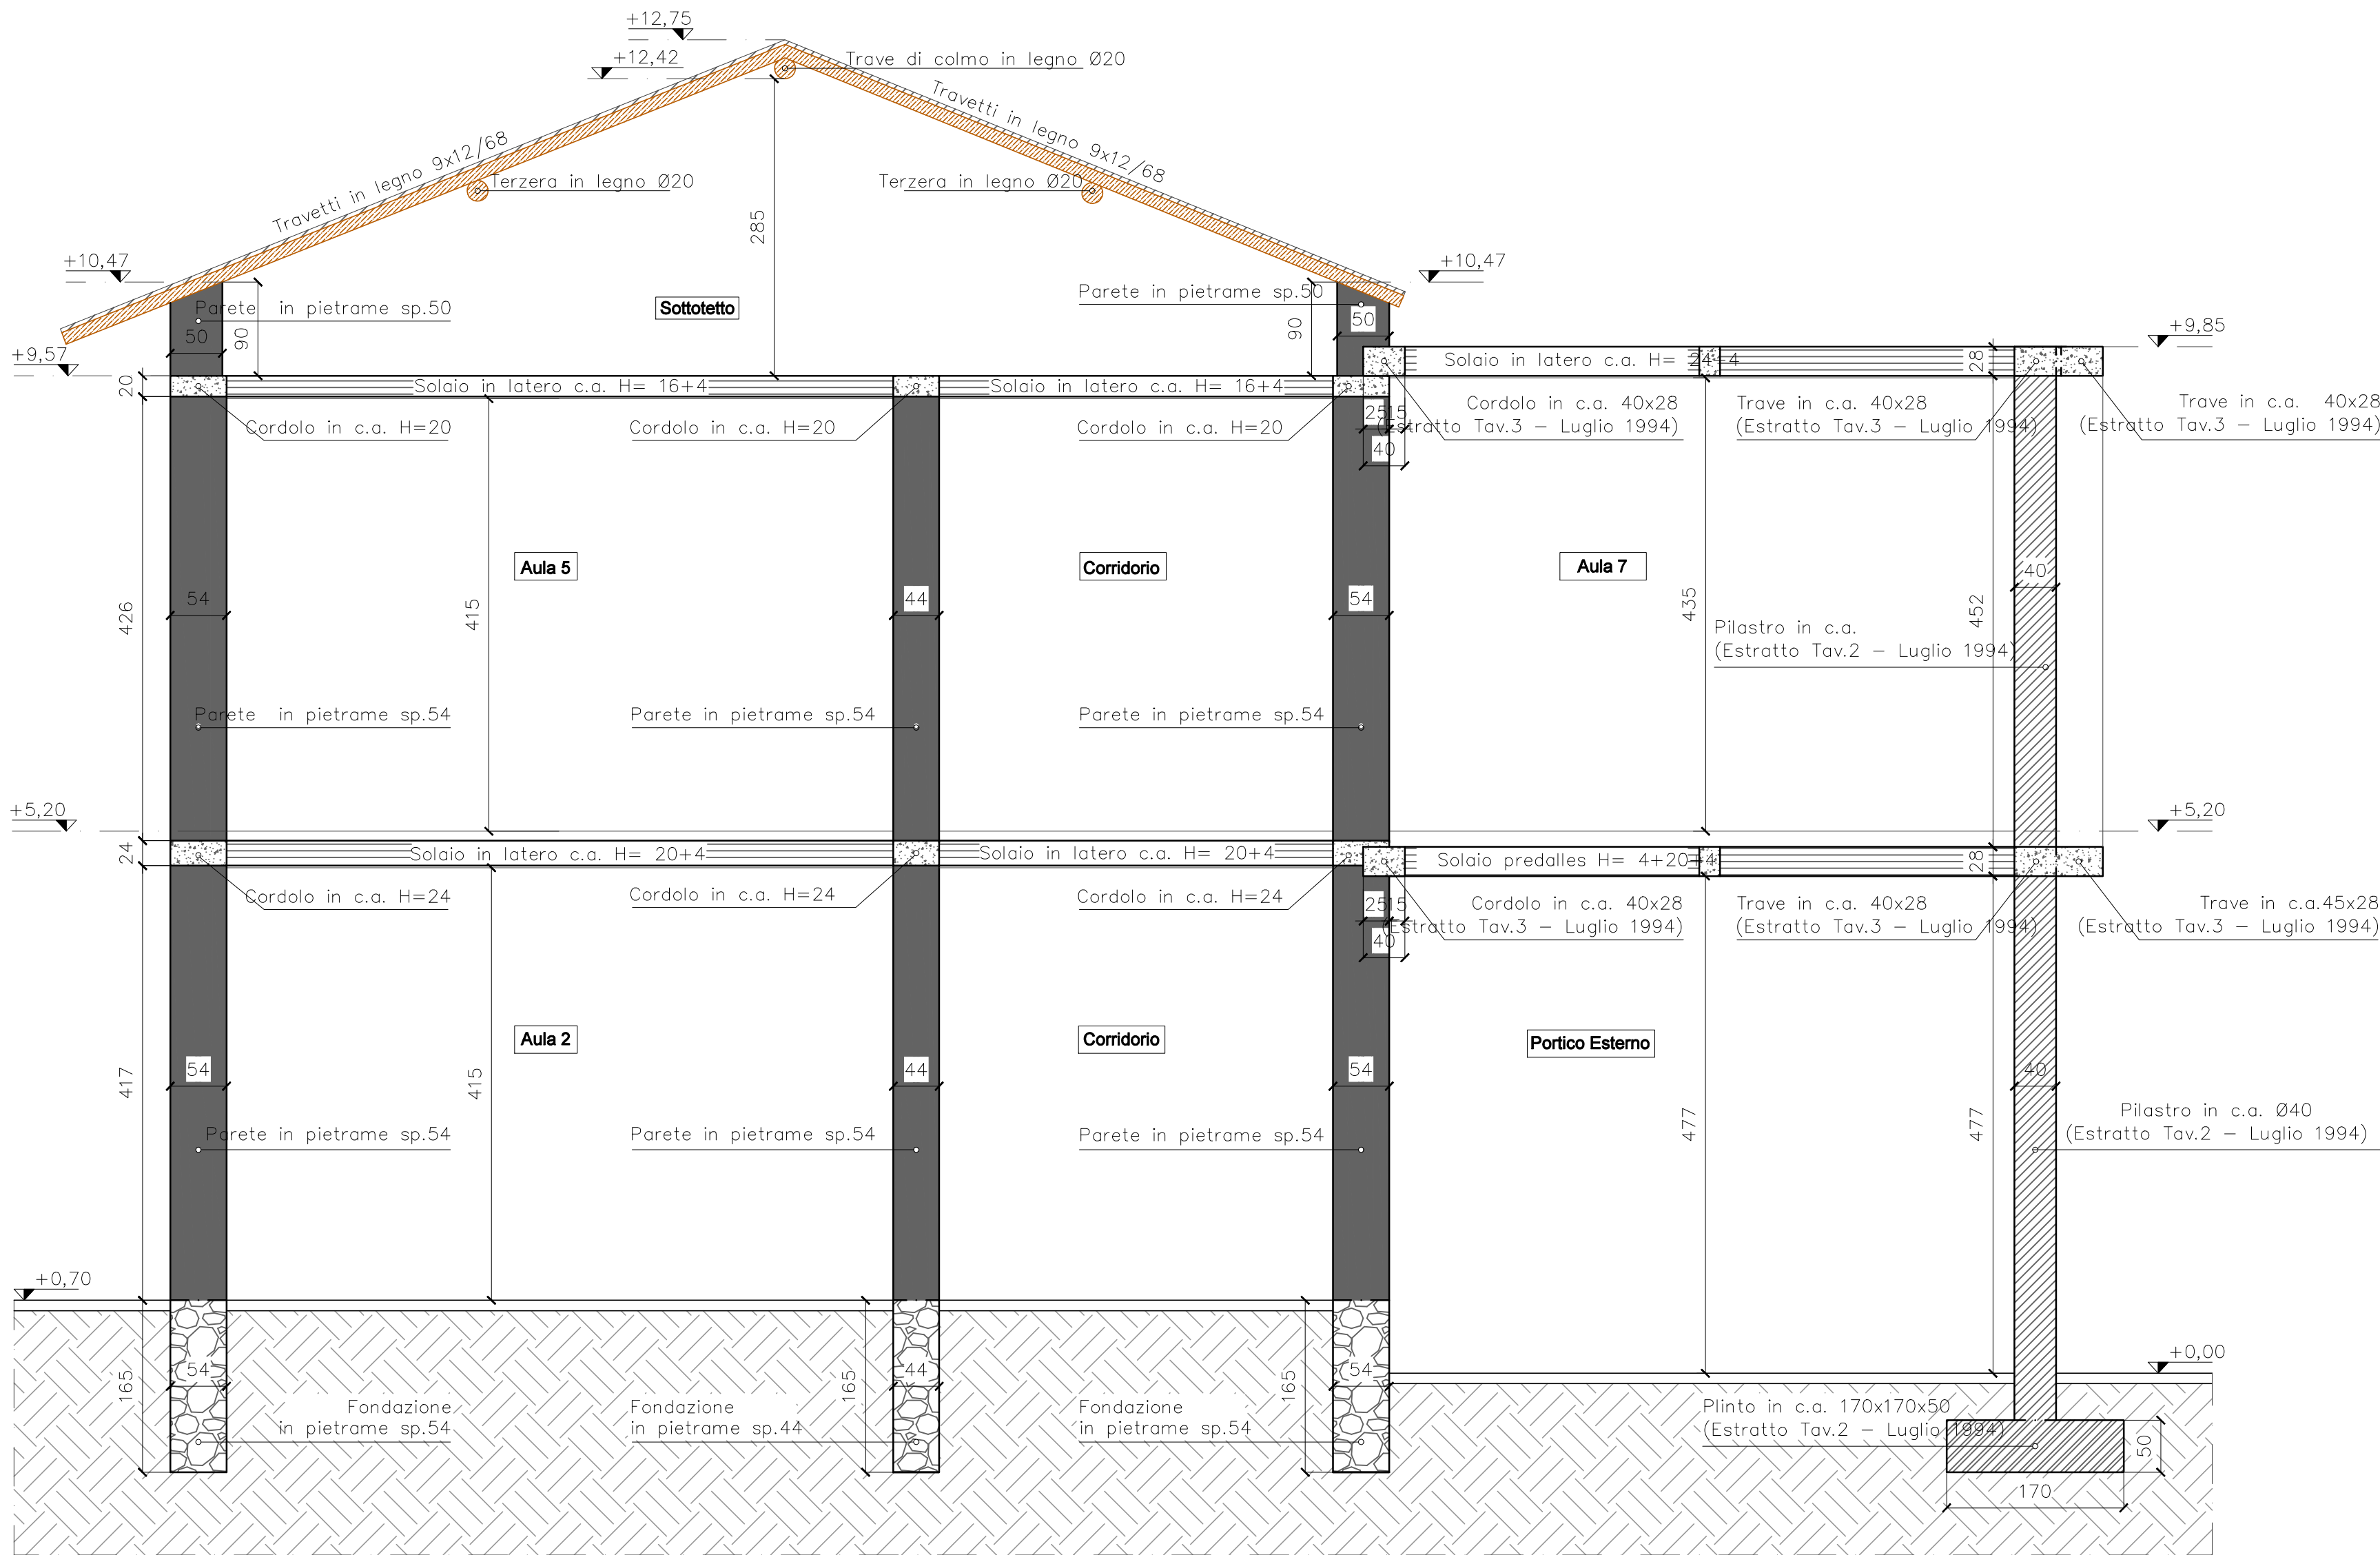 +12,75
+12,42
Trave di colmo in legno Ø20
Travetti in legno 9x12/68
Travetti in legno 9x12/68
Terzera in legno Ø20
Terzera in legno Ø20
285
+10,47
+10,47
Parete in pietrame sp.50
Sottotetto
Parete in pietrame sp.50
50
90
90
50
+9,57
+9,85
20
Solaio in latero c.a. H= 16+4
Solaio in latero c.a. H= 16+4
Solaio in latero c.a. H= 24+4
28
Cordolo in c.a. H=20
Cordolo in c.a. H=20
Cordolo in c.a. H=20
25
15
40
Cordolo in c.a. 40x28
(Estratto Tav.3 – Luglio 1994)
Trave in c.a. 40x28
(Estratto Tav.3 – Luglio 1994)
Trave in c.a. 40x28
(Estratto Tav.3 – Luglio 1994)
Aula 5
Corridorio
Aula 7
426
54
415
44
54
435
452
40
Pilastro in c.a.
(Estratto Tav.2 – Luglio 1994)
Parete in pietrame sp.54
Parete in pietrame sp.54
Parete in pietrame sp.54
+5,20
+5,20
24
Solaio in latero c.a. H= 20+4
Solaio in latero c.a. H= 20+4
Solaio predalles H= 4+20+4
28
Cordolo in c.a. H=24
Cordolo in c.a. H=24
Cordolo in c.a. H=24
25
15
40
Cordolo in c.a. 40x28
(Estratto Tav.3 – Luglio 1994)
Trave in c.a. 40x28
(Estratto Tav.3 – Luglio 1994)
Trave in c.a.45x28
(Estratto Tav.3 – Luglio 1994)
Aula 2
Corridorio
Portico Esterno
417
54
415
44
54
477
477
40
Parete in pietrame sp.54
Parete in pietrame sp.54
Parete in pietrame sp.54
Pilastro in c.a. Ø40
(Estratto Tav.2 – Luglio 1994)
+0,70
+0,00
165
54
165
44
165
54
Fondazione
in pietrame sp.54
Fondazione
in pietrame sp.44
Fondazione
in pietrame sp.54
Plinto in c.a. 170x170x50
(Estratto Tav.2 – Luglio 1994)
50
170